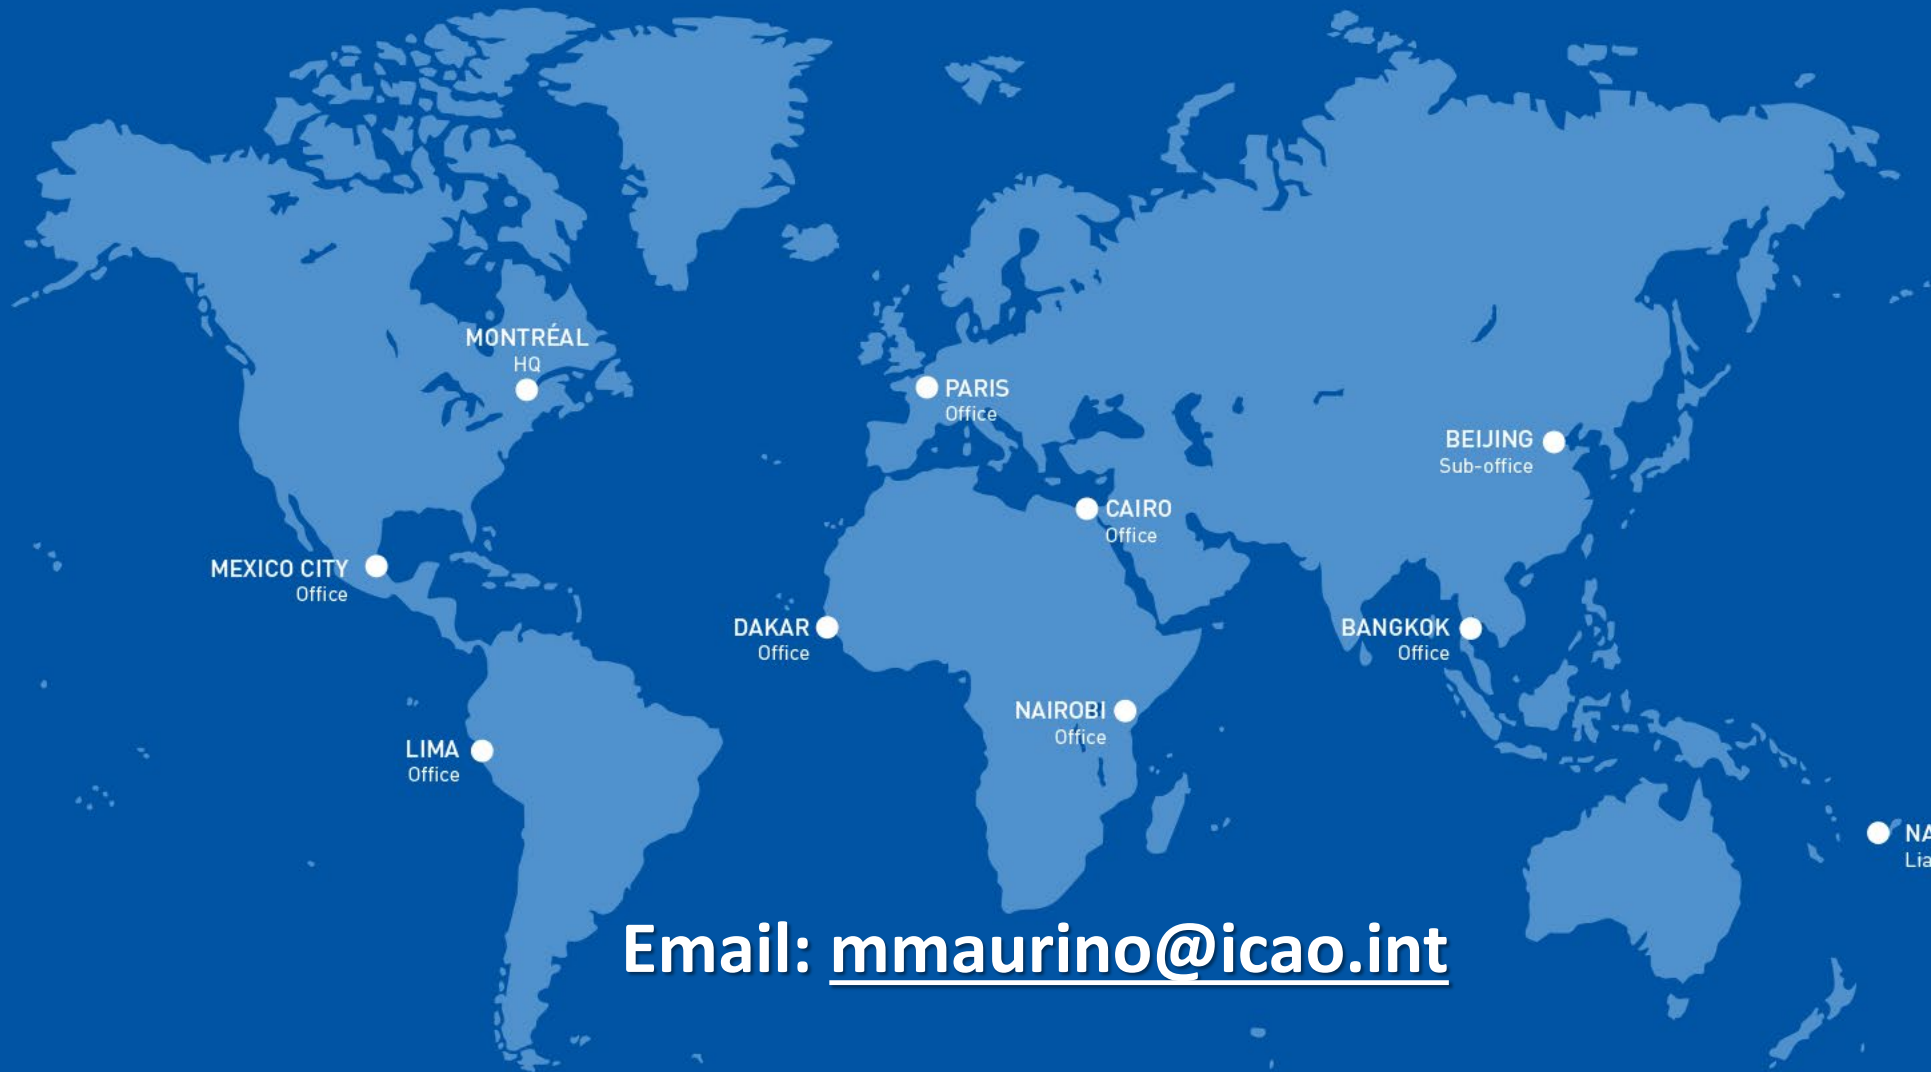 MONTRÉAL
HQ
PARIS
Office
BEIJING
Sub-office
CAIRO
Office
MEXICO CITY
Office
DAKAR
Office
BANGKOK
Office
NAIROBI
Office
LIMA
Office
Email: mmaurino@icao.int